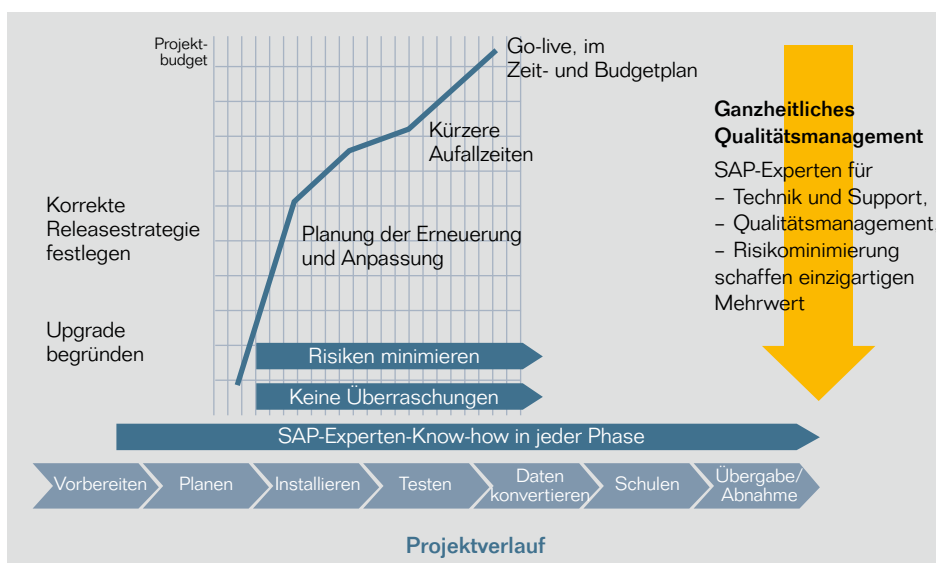 Projekt-
budget
Go-live, im
Zeit- und Budgetplan
Kürzere
Aufallzeiten
Korrekte
Releasestrategie
festlegen
Planung der Erneuerung
und Anpassung
Upgrade
begründen
Risiken minimieren
Keine Überraschungen
Ganzheitliches
Qualitätsmanagement
SAP-Experten für
– Technik und Support,
– Qualitätsmanagement,
– Risikominimierung
schaffen einzigartigen
Mehrwert
SAP-Experten-Know-how in jeder Phase
Vorbereiten
Planen
Installieren
Testen
Daten
konvertieren
Schulen
Übergabe/
Abnahme
Projektverlauf